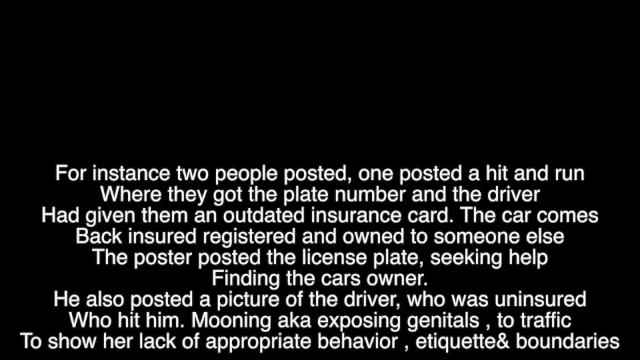 For instance two people posted, one posted a hit and run
Where they got the plate number and the driver
Had given them an outdated insurance card. The car comes
Back insured registered and owned to someone else
The poster posted the license plate, seeking help
Finding the cars owner.
He also posted a picture of the driver, who was uninsured
Who hit him. Mooning aka exposing genitals , to traffic
To show her lack of appropriate behavior , etiquette& boundaries